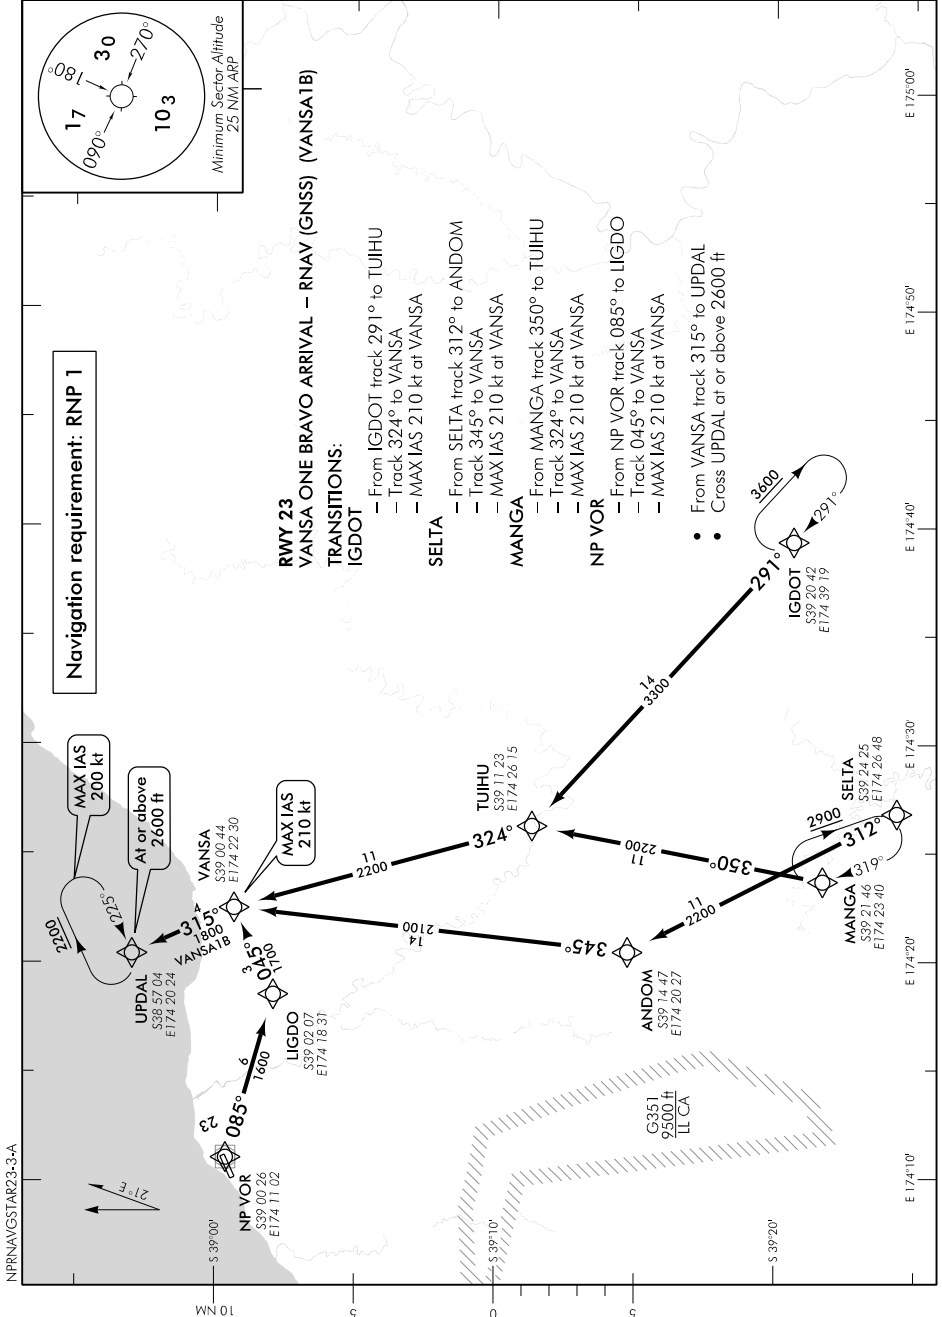 NPRNAVGSTAR23-3-A
Minimum Sector Altitude
25 NM ARP
17
30
103
090°
180°
270°
Navigation requirement: RNP 1
RWY 23
VANSA ONE BRAVO ARRIVAL – RNAV (GNSS) (VANSA1B)
TRANSITIONS:
IGDOT
– From IGDOT track 291° to TUIHU
– Track 324° to VANSA
– MAX IAS 210 kt at VANSA
SELTA
– From SELTA track 312° to ANDOM
– Track 345° to VANSA
– MAX IAS 210 kt at VANSA
MANGA
– From MANGA track 350° to TUIHU
– Track 324° to VANSA
– MAX IAS 210 kt at VANSA
NP VOR
– From NP VOR track 085° to LIGDO
– Track 045° to VANSA
– MAX IAS 210 kt at VANSA
• From VANSA track 315° to UPDAL
• Cross UPDAL at or above 2600 ft
MAX IAS
200 kt
At or above
2600 ft
2200
225°
UPDAL
S38 57 04
E174 20 24
4
315°
1800
VANSA1B
VANSA
S39 00 44
E174 22 30
MAX IAS
210 kt
3
045°
1700
LIGDO
S39 02 07
E174 18 31
6
1600
085°
23
NP VOR
S39 00 26
E174 11 02
21° E
TUIHU
S39 11 23
E174 26 15
324°
11
2200
14
3300
291°
IGDOT
S39 20 42
E174 39 19
3600
291°
350°
11
2200
345°
14
2100
ANDOM
S39 14 47
E174 20 27
11
2200
312°
2900
319°
MANGA
S39 21 46
E174 23 40
SELTA
S39 24 25
E174 26 48
G351
9500 ft
LL CA
S 39°00'
S 39°10'
S 39°20'
E 174°10'
E 174°20'
E 174°30'
E 174°40'
E 174°50'
E 175°00'
10 NM
5
0
5